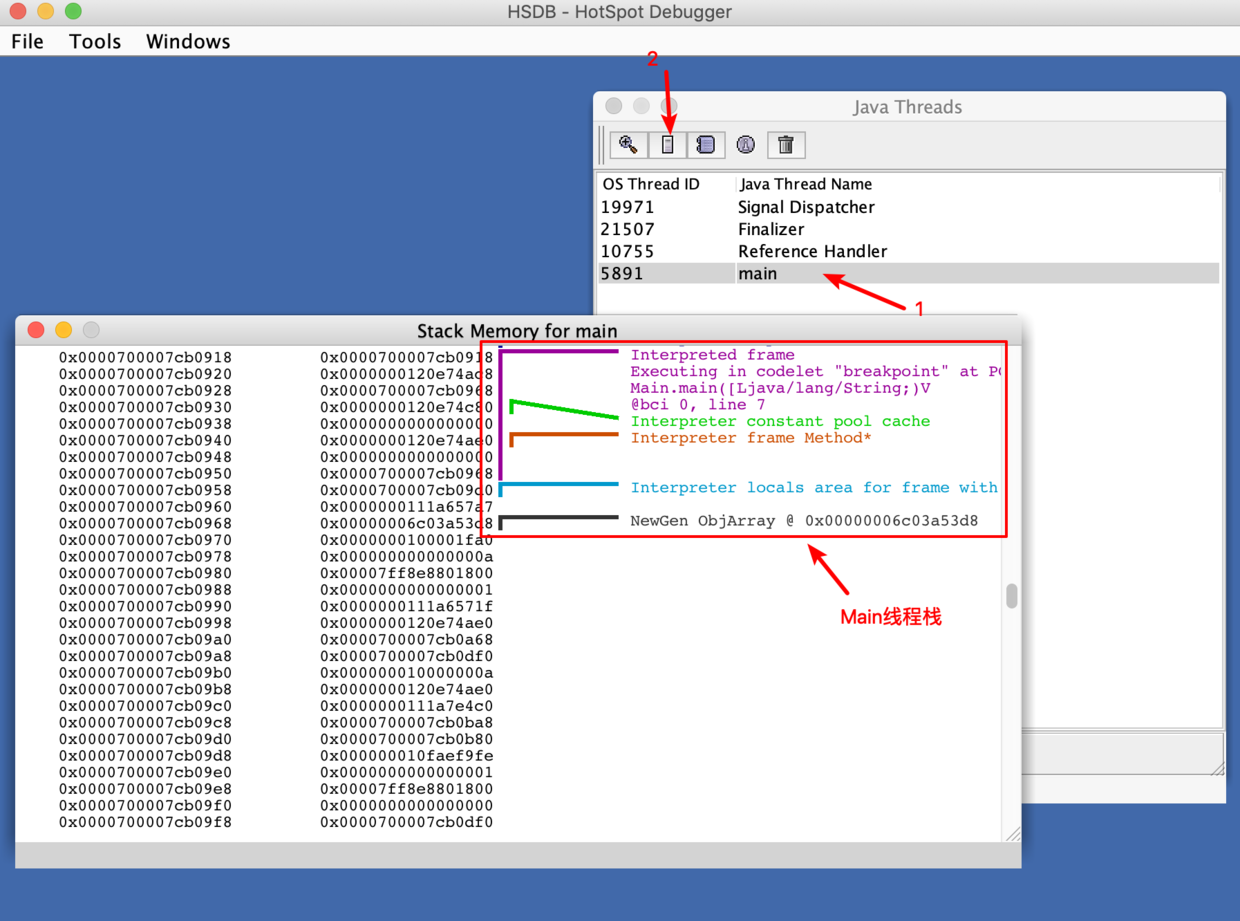 HSDB - HotSpot Debugger
File Tools Windows
2
Java Threads
OS Thread ID Java Thread Name
19971 Signal Dispatcher
21507 Finalizer
10755 Reference Handler
5891 main
1
Stack Memory for main
0x0000700007cb0918 0x0000700007cb0918 Interpreted frame
0x0000700007cb0920 0x0000000120e74ac8 Executing in codelet "breakpoint" at PC
0x0000700007cb0928 0x0000700007cb0968 Main.main([Ljava/lang/String;)V
0x0000700007cb0930 0x0000000120e74c80 @bci 0, line 7
0x0000700007cb0938 0x0000000000000000 Interpreter constant pool cache
0x0000700007cb0940 0x0000000120e74ae0 Interpreter frame Method*
0x0000700007cb0948 0x0000000000000000
0x0000700007cb0950 0x0000700007cb0968
0x0000700007cb0958 0x0000700007cb09d0 Interpreter locals area for frame with
0x0000700007cb0960 0x0000000111a657a7
0x0000700007cb0968 0x00000006c03a53d8 NewGen ObjArray @ 0x00000006c03a53d8
0x0000700007cb0970 0x0000000100001fa0
0x0000700007cb0978 0x000000000000000a
0x0000700007cb0980 0x00007ff8e8801800
0x0000700007cb0988 0x0000000000000001
0x0000700007cb0990 0x0000000111a6571f
0x0000700007cb0998 0x0000000120e74ae0
Main线程栈
0x0000700007cb09a0 0x0000700007cb0a68
0x0000700007cb09a8 0x0000700007cb0df0
0x0000700007cb09b0 0x000000010000000a
0x0000700007cb09b8 0x0000000120e74ae0
0x0000700007cb09c0 0x0000000111a7e4c0
0x0000700007cb09c8 0x0000700007cb0ba8
0x0000700007cb09d0 0x0000700007cb0b80
0x0000700007cb09d8 0x000000010faef9fe
0x0000700007cb09e0 0x0000000000000001
0x0000700007cb09e8 0x00007ff8e8801800
0x0000700007cb09f0 0x0000000000000000
0x0000700007cb09f8 0x0000700007cb0df0